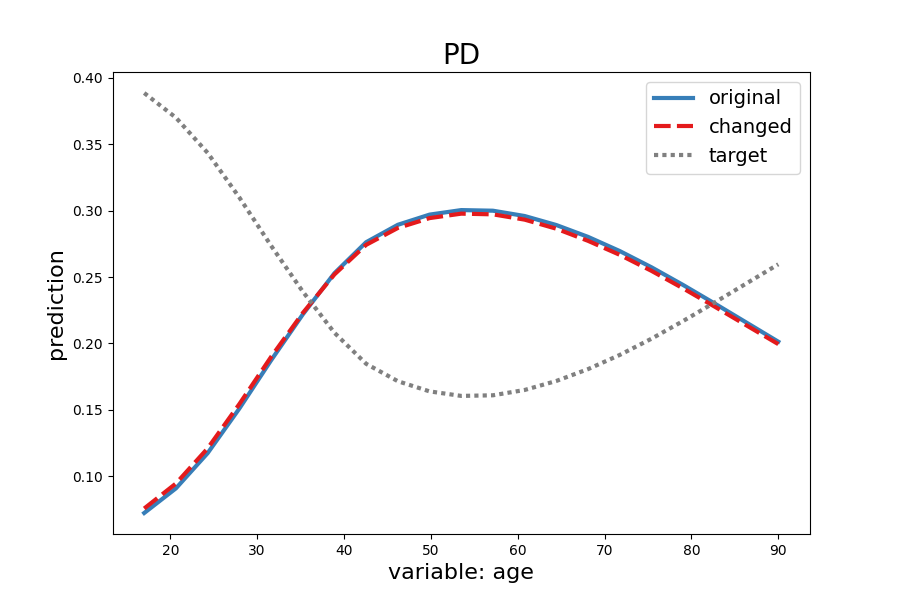 PD
0.40
0.35
0.30
0.25
0.20
0.15
0.10
prediction
original
changed
target
20 30 40 50 60 70 80 90
variable: age